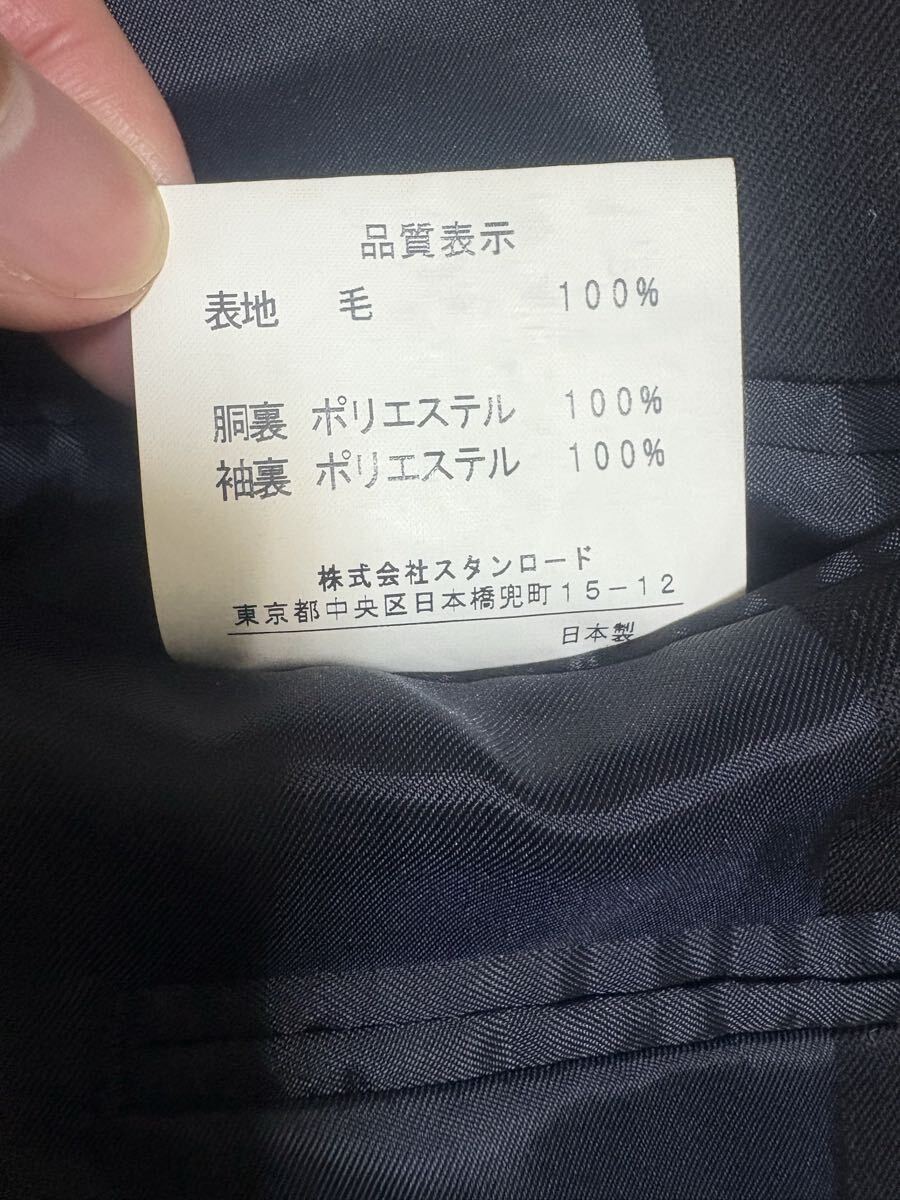 品質表示
表地 毛 100%
胴裏 ポリエステル 100%
袖裏 ポリエステル 100%
株式会社スタンロード
東京都中央区日本橋兜町15-12
日本製